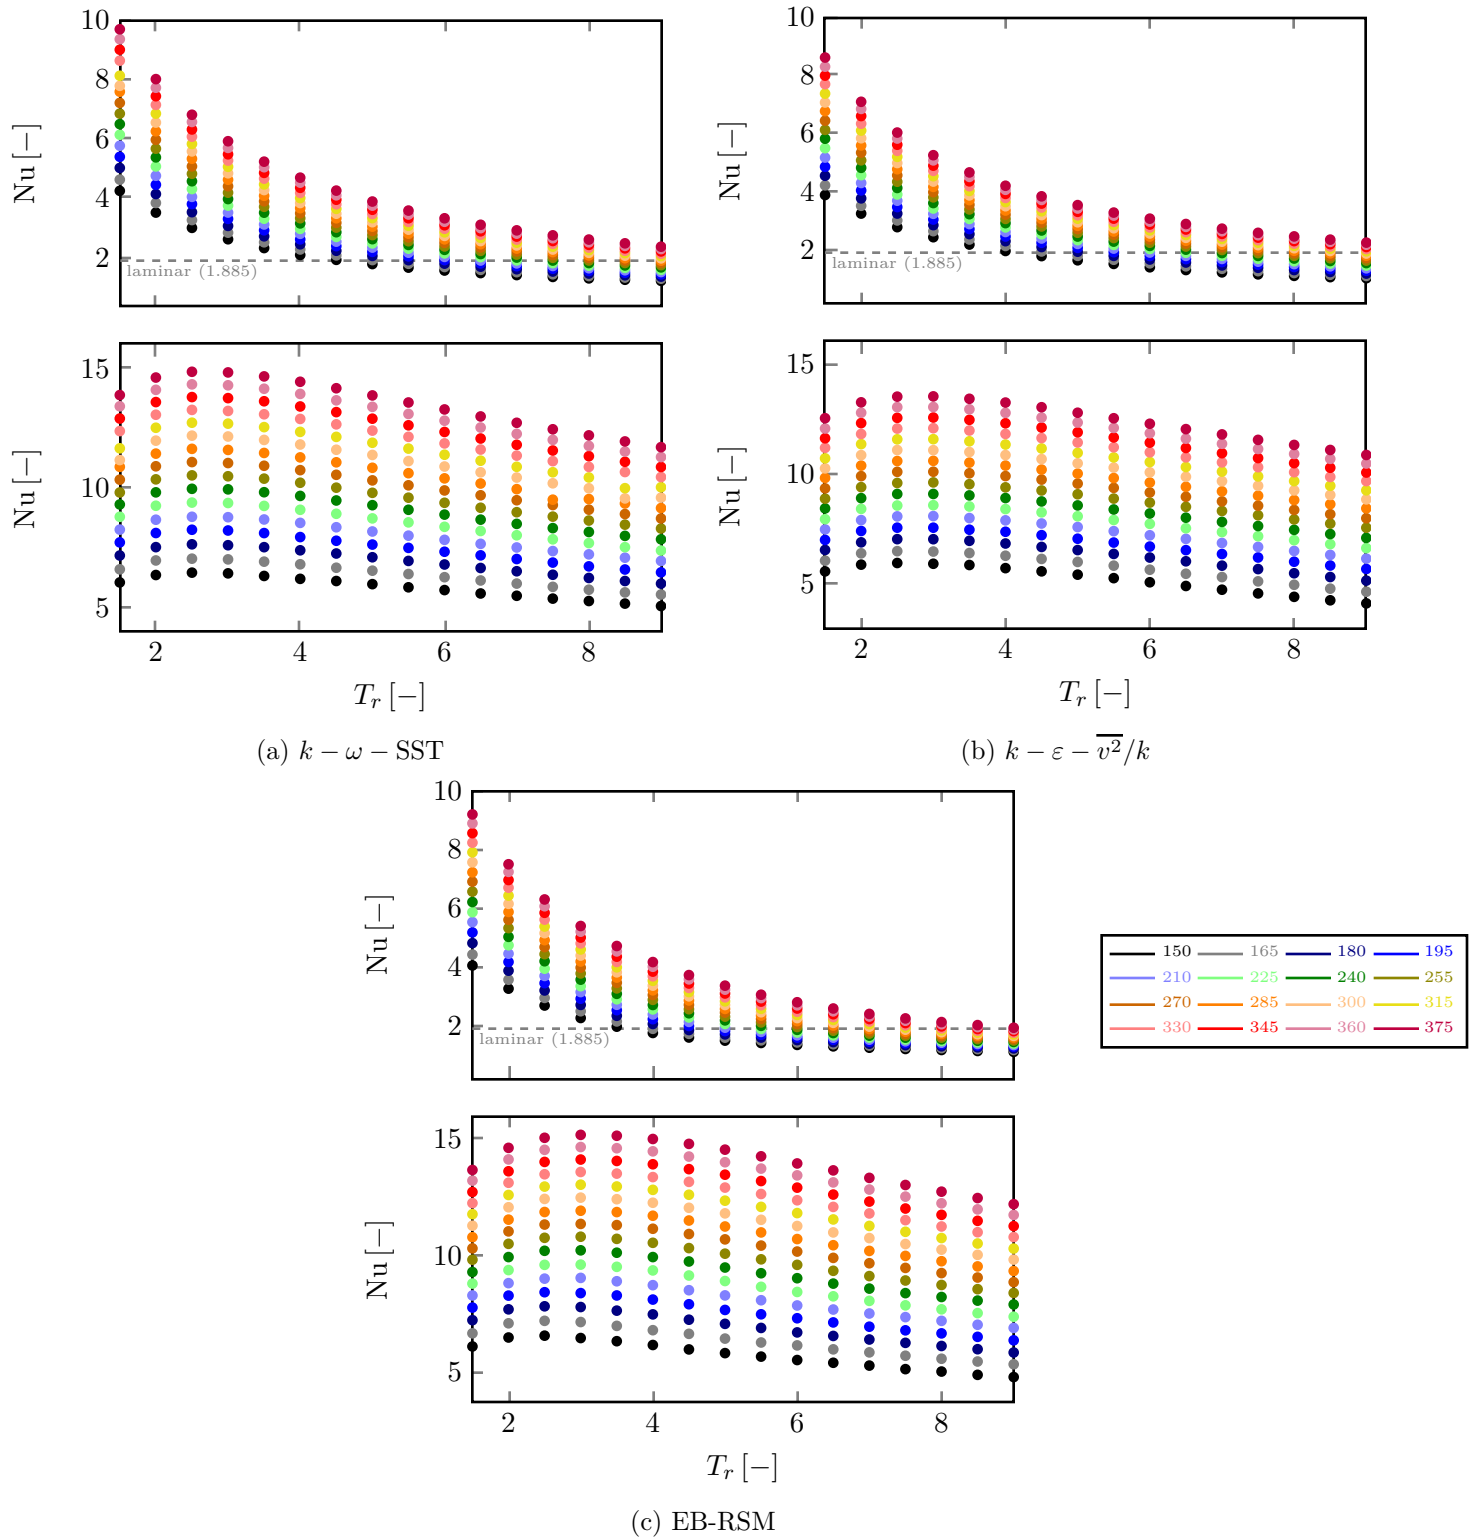 10
8
6
4
2
Nu [−]
laminar (1.885)
15
10
5
Nu [−]
2 4 6 8
T_r [−]
(a) k − ω − SST
10
8
6
4
2
Nu [−]
laminar (1.885)
15
10
5
Nu [−]
2 4 6 8
T_r [−]
(b) k − ε − \overline{v^2}/k
10
8
6
4
2
Nu [−]
laminar (1.885)
15
10
5
Nu [−]
2 4 6 8
T_r [−]
(c) EB-RSM
150 165 180 195
210 225 240 255
270 285 300 315
330 345 360 375